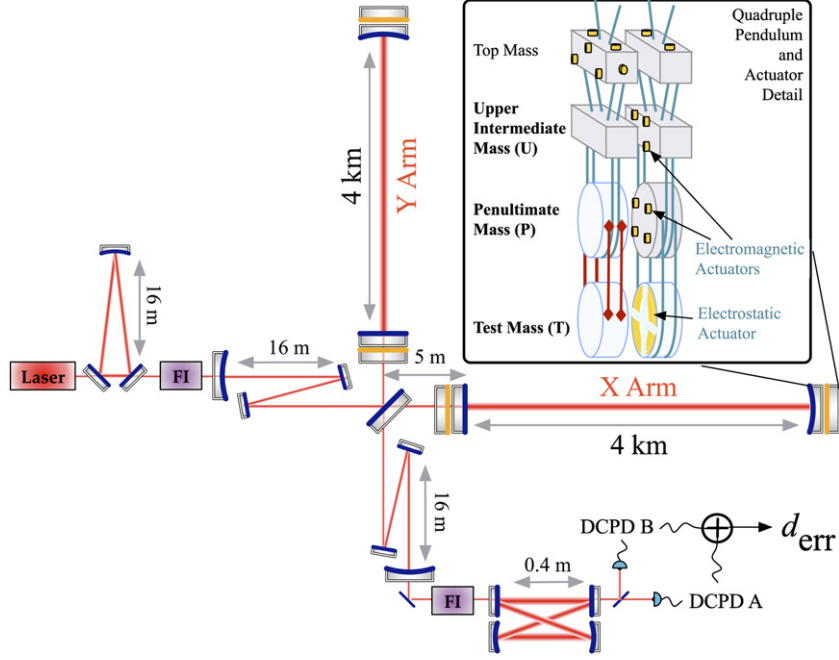 Quadruple
Pendulum
and
Actuator
Detail
Top Mass
Upper
Intermediate
Mass (U)
Penultimate
Mass (P)
Electromagnetic
Actuators
Test Mass (T)
Electrostatic
Actuator
4 km
Y Arm
16 m
Laser
FI
16 m
5 m
X Arm
4 km
16 m
FI
0.4 m
DCPD B
DCPD A
d_err